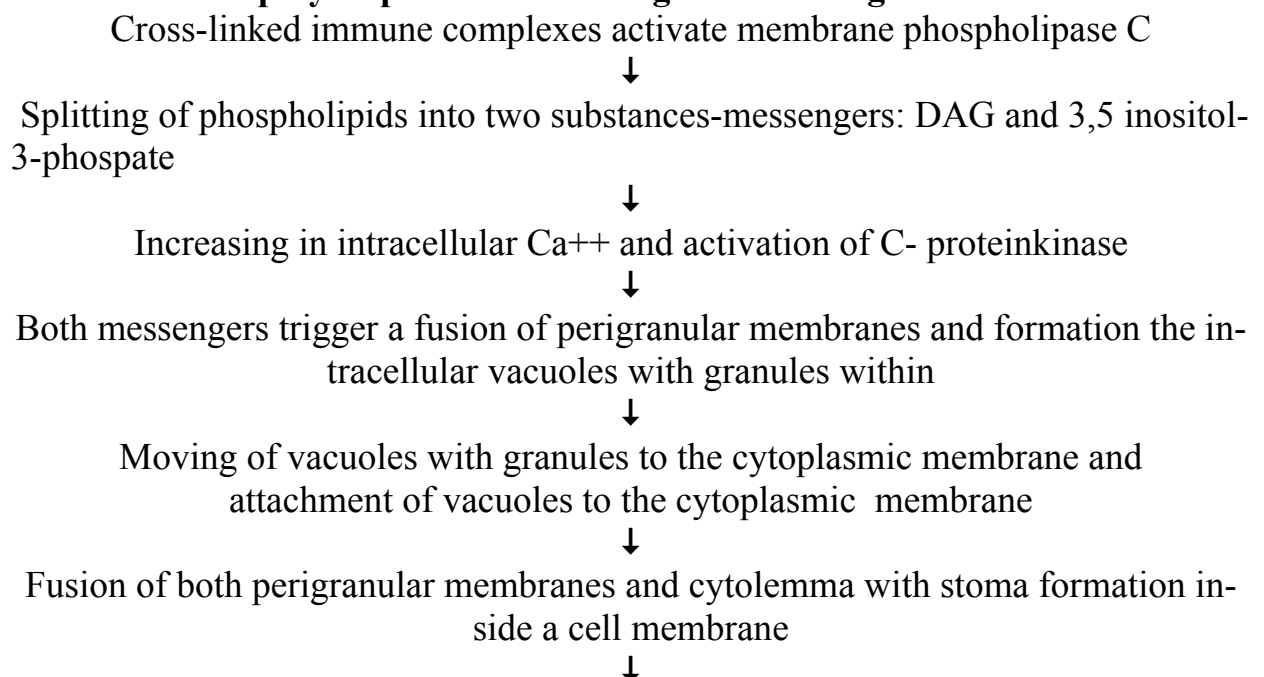 Cross-linked immune complexes activate membrane phospholipase C
↓
Splitting of phospholipids into two substances-messengers: DAG and 3,5 inositol-
3-phospate
↓
Increasing in intracellular Ca++ and activation of C- proteinkinase
↓
Both messengers trigger a fusion of perigranular membranes and formation the in-
tracellular vacuoles with granules within
↓
Moving of vacuoles with granules to the cytoplasmic membrane and
attachment of vacuoles to the cytoplasmic membrane
↓
Fusion of both perigranular membranes and cytolemma with stoma formation in-
side a cell membrane
↓